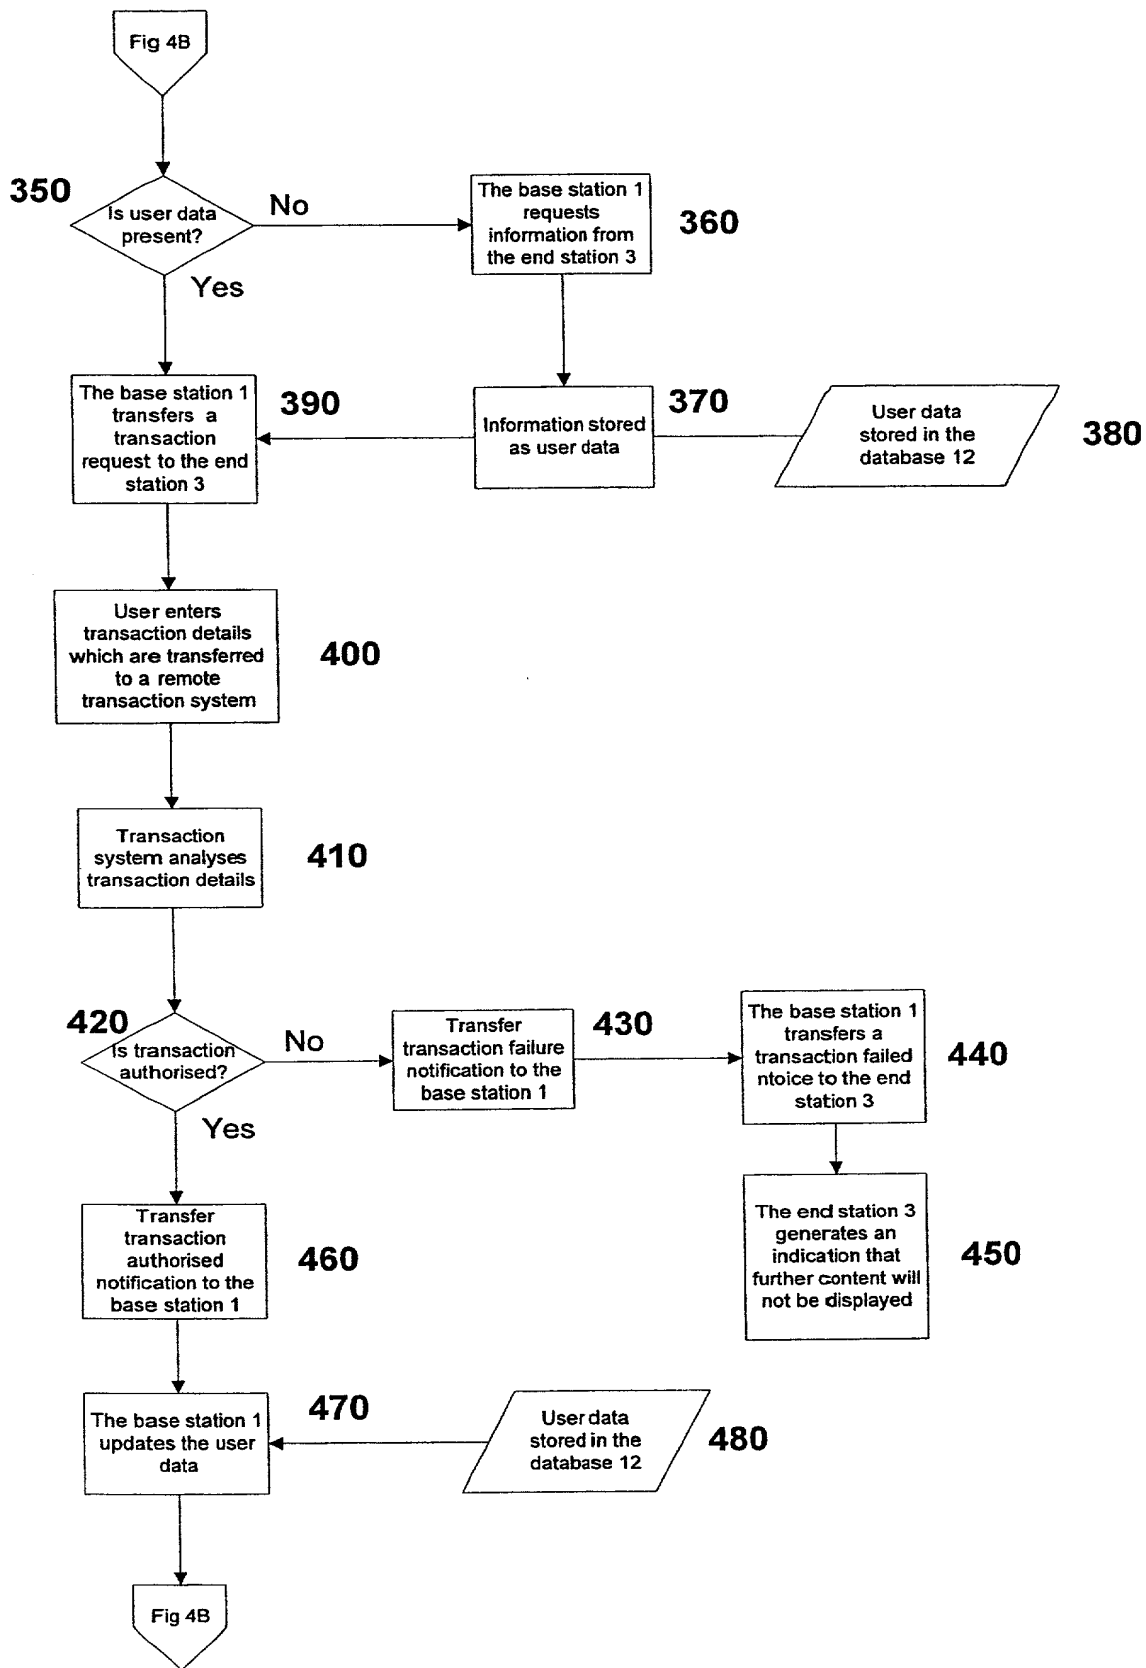 Fig 4B
350
Is user data
present?
No
The base station 1
requests
information from
the end station 3
360
Yes
The base station 1
transfers a
transaction
request to the end
station 3
390
Information stored
as user data
370
User data
stored in the
database 12
380
User enters
transaction details
which are transferred
to a remote
transaction system
400
Transaction
system analyses
transaction details
410
420
Is transaction
authorised?
No
Transfer
transaction failure
notification to the
base station 1
430
The base station 1
transfers a
transaction failed
ntoice to the end
station 3
440
Yes
The end station 3
generates an
indication that
further content will
not be displayed
450
Transfer
transaction
authorised
notification to the
base station 1
460
The base station 1
updates the user
data
470
User data
stored in the
database 12
480
Fig 4B